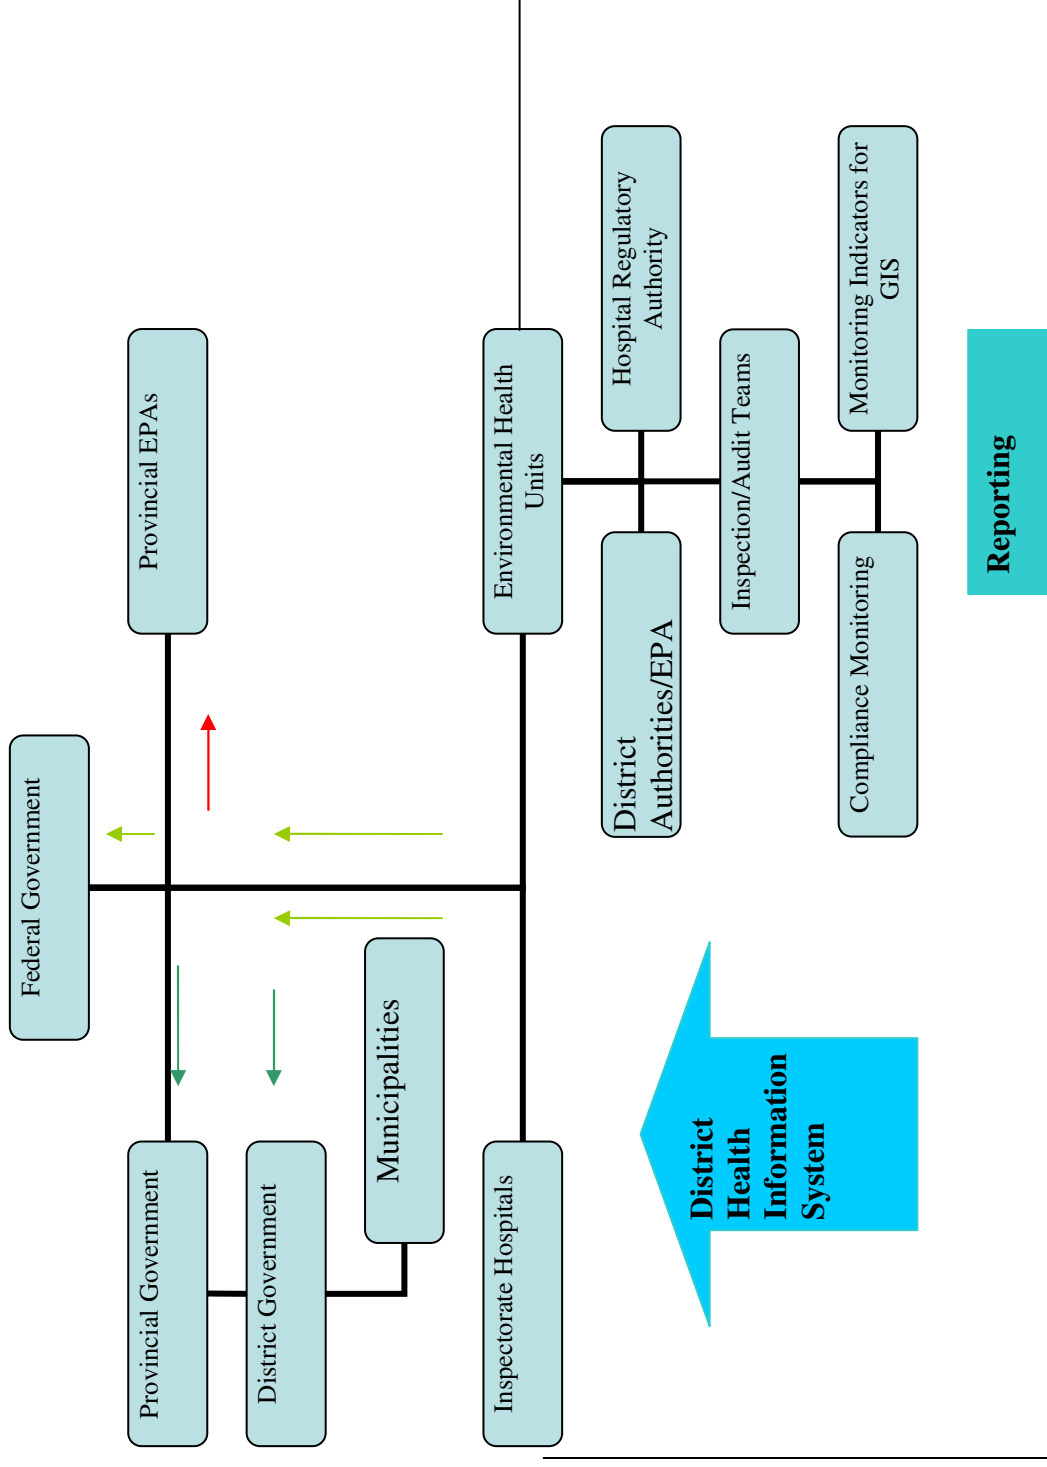 Federal Government
Provincial Government
Provincial EPAs
District Government
Municipalities
Inspectorate Hospitals
Environmental Health
Units
District
Authorities/EPA
Hospital Regulatory
Authority
Inspection/Audit Teams
Compliance Monitoring
Monitoring Indicators for
GIS
District
Health
Information
System
Reporting